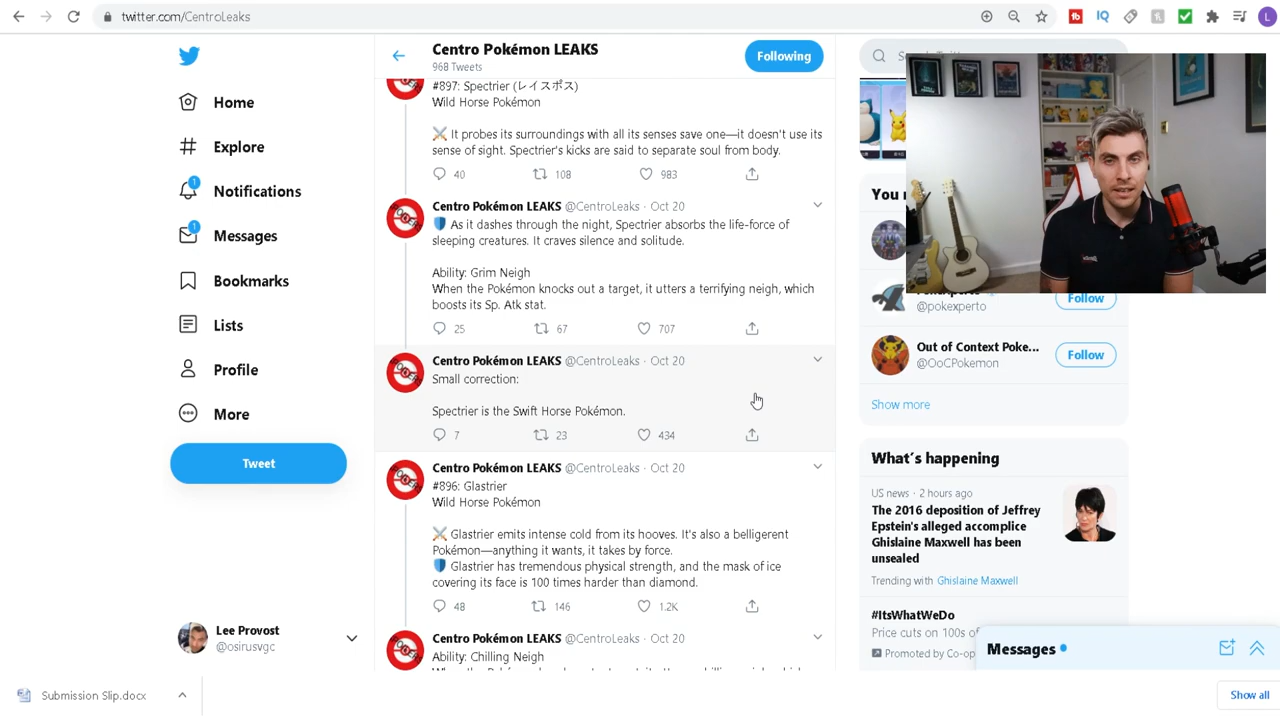 twitter.com/CentroLeaks
Centro Pokémon LEAKS
968 Tweets
Following
Home
Explore
1
Notifications
1
Messages
Bookmarks
Lists
Profile
More
Tweet
Lee Provost
@osirusvgc
#897: Spectrier (レイスポス)
Wild Horse Pokémon
⚔️ It probes its surroundings with all its senses save one—it doesn't use its
sense of sight. Spectrier's kicks are said to separate soul from body.
40 108 983
Centro Pokémon LEAKS @CentroLeaks · Oct 20
🛡️ As it dashes through the night, Spectrier absorbs the life-force of
sleeping creatures. It craves silence and solitude.
Ability: Grim Neigh
When the Pokémon knocks out a target, it utters a terrifying neigh, which
boosts its Sp. Atk stat.
25 67 707
Centro Pokémon LEAKS @CentroLeaks · Oct 20
Small correction:
Spectrier is the Swift Horse Pokémon.
7 23 434
Centro Pokémon LEAKS @CentroLeaks · Oct 20
#896: Glastrier
Wild Horse Pokémon
⚔️ Glastrier emits intense cold from its hooves. It's also a belligerent
Pokémon—anything it wants, it takes by force.
🛡️ Glastrier has tremendous physical strength, and the mask of ice
covering its face is 100 times harder than diamond.
48 146 1.2K
Centro Pokémon LEAKS @CentroLeaks · Oct 20
Ability: Chilling Neigh
You
Follow
@pokexperto
Out of Context Poke...
@OoCPokemon
Follow
Show more
What's happening
US news · 2 hours ago
The 2016 deposition of Jeffrey
Epstein's alleged accomplice
Ghislaine Maxwell has been
unsealed
Trending with Ghislaine Maxwell
#ItsWhatWeDo
Price cuts on 100s
Promoted by Co-op
Messages
Submission Slip.docx
Show all